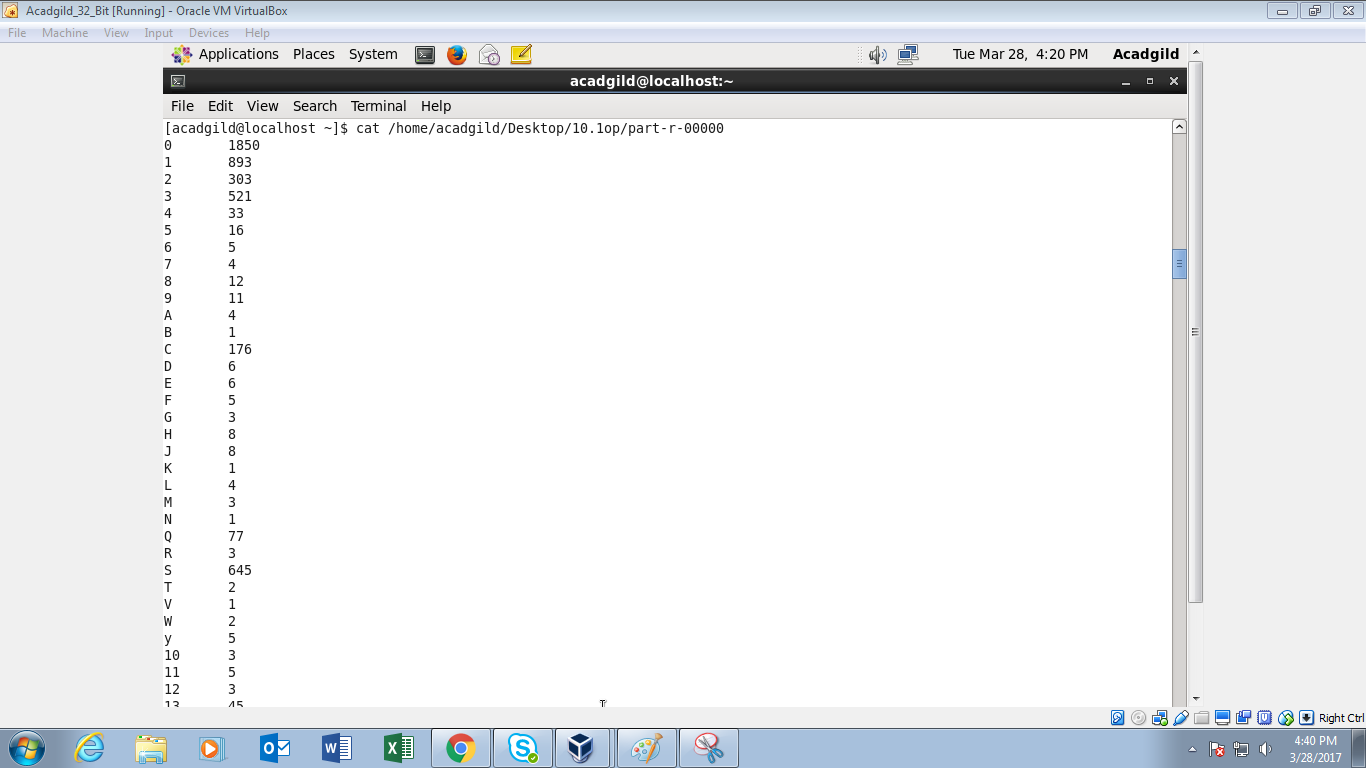 Acadgild_32_Bit [Running] - Oracle VM VirtualBox
File Machine View Input Devices Help
Applications Places System Tue Mar 28, 4:20 PM Acadgild
acadgild@localhost:~
File Edit View Search Terminal Help
[acadgild@localhost ~]$ cat /home/acadgild/Desktop/10.1op/part-r-00000
0 1850
1 893
2 303
3 521
4 33
5 16
6 5
7 4
8 12
9 11
A 4
B 1
C 176
D 6
E 6
F 5
G 3
H 8
J 8
K 1
L 4
M 3
N 1
Q 77
R 3
S 645
T 2
V 1
W 2
y 5
10 3
11 5
12 3
13 45
Right Ctrl
4:40 PM
3/28/2017